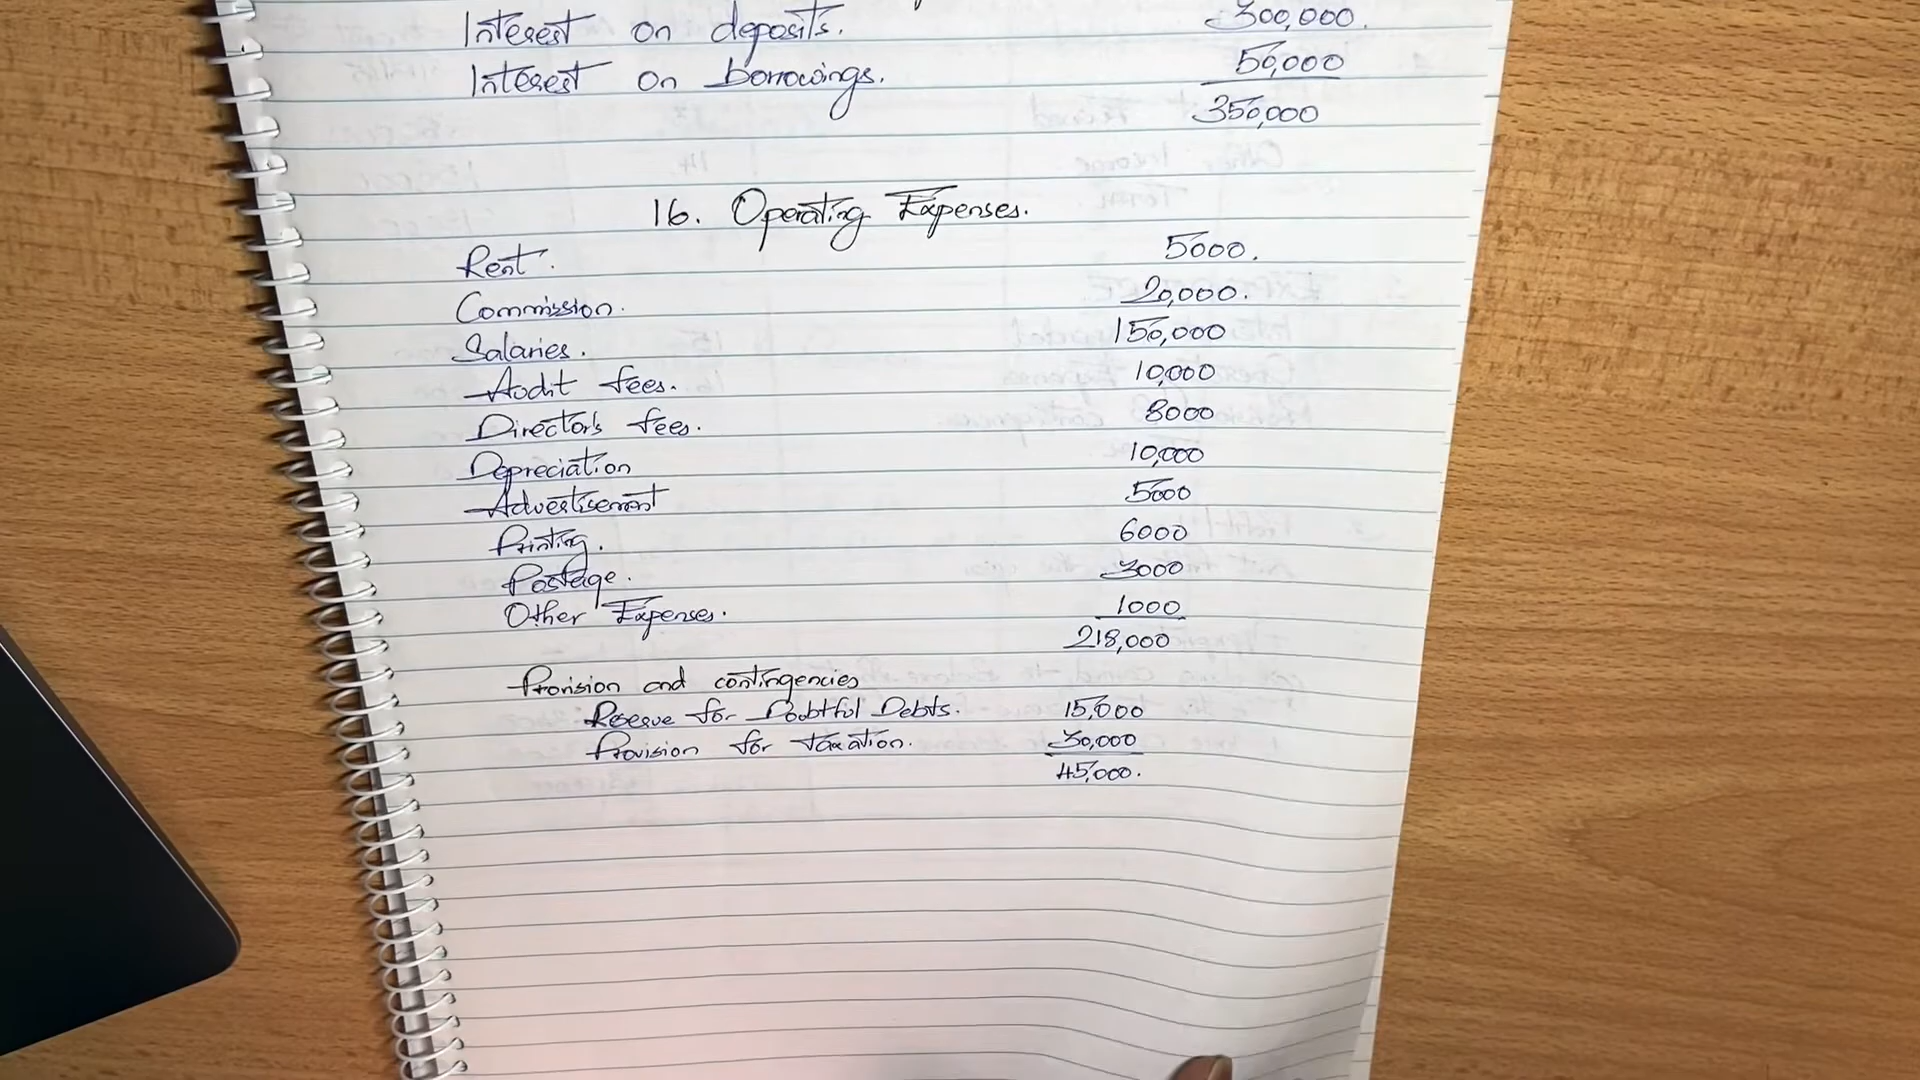 Interest on deposits. 300,000.
Interest on borrowings. 50,000
350,000
16. Operating Expenses.
Rent. 5000.
Commission. 20,000.
Salaries. 150,000
Audit fees. 10,000
Director's fees. 8000
Depreciation 10,000
Advertisement 5000
Printing. 6000
Postage. 3000
Other Expenses. 1000
218,000
Provision and contingencies
Reserve for Doubtful Debts. 15,000
Provision for taxation. 30,000
45,000.